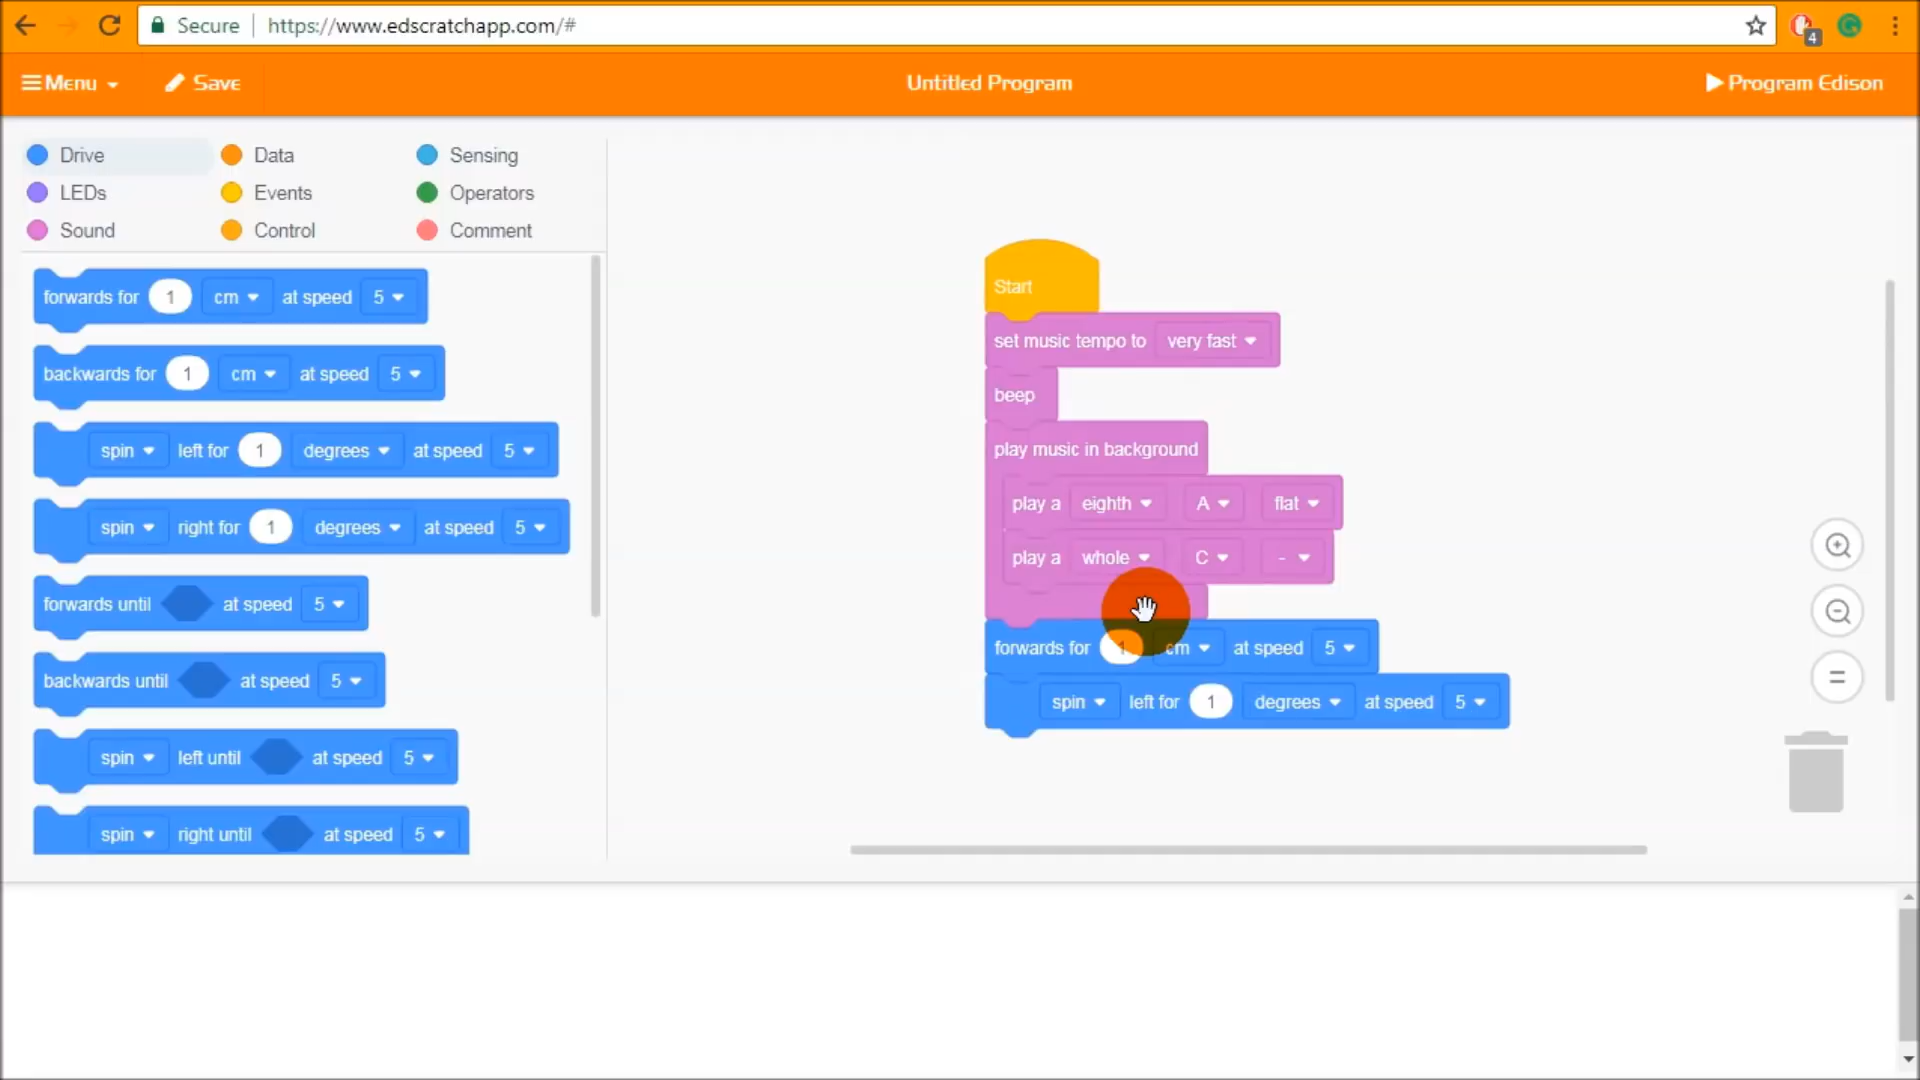 Secure https://www.edscratchapp.com/#
4
Menu Save Untitled Program Program Edison
Drive Data Sensing
LEDs Events Operators
Sound Control Comment
forwards for 1 cm at speed 5
backwards for 1 cm at speed 5
spin left for 1 degrees at speed 5
spin right for 1 degrees at speed 5
forwards until at speed 5
backwards until at speed 5
spin left until at speed 5
spin right until at speed 5
Start
set music tempo to very fast
beep
play music in background
play a eighth A flat
play a whole C -
forwards for 1 cm at speed 5
spin left for 1 degrees at speed 5